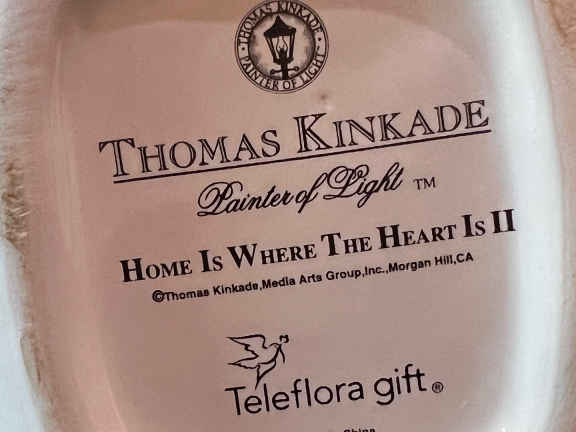 THOMAS KINKADE
PAINTER OF LIGHT
THOMAS KINKADE
Painter of Light TM
HOME IS WHERE THE HEART IS II
©Thomas Kinkade,Media Arts Group,Inc.,Morgan Hill,CA
Teleflora gift®
China